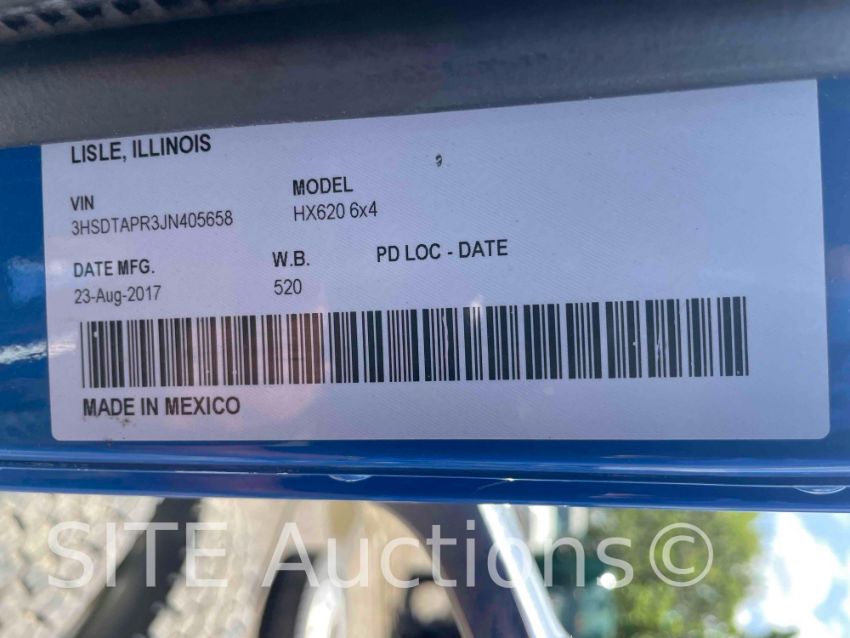 LISLE, ILLINOIS
VIN
3HSDTAPR3JN405658
MODEL
HX620 6x4
DATE MFG.
23-Aug-2017
W.B.
520
PD LOC - DATE
MADE IN MEXICO
SITE Auctions©